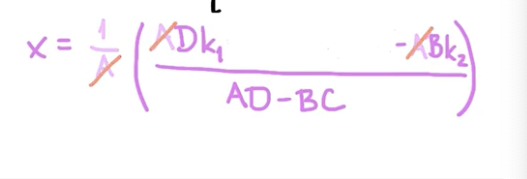 x = 1/A (ADk₁ -ABk₂ / AD-BC)